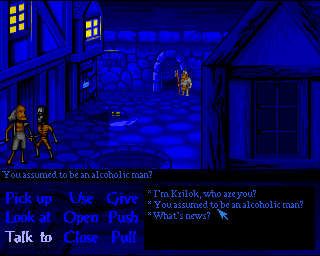 You assumed to be an alcoholic man?
Pick up Use Give
Look at Open Push
Talk to Close Pull
* I'm Krilok, who are you?
* You assumed to be an alcoholic man?
* What's news?